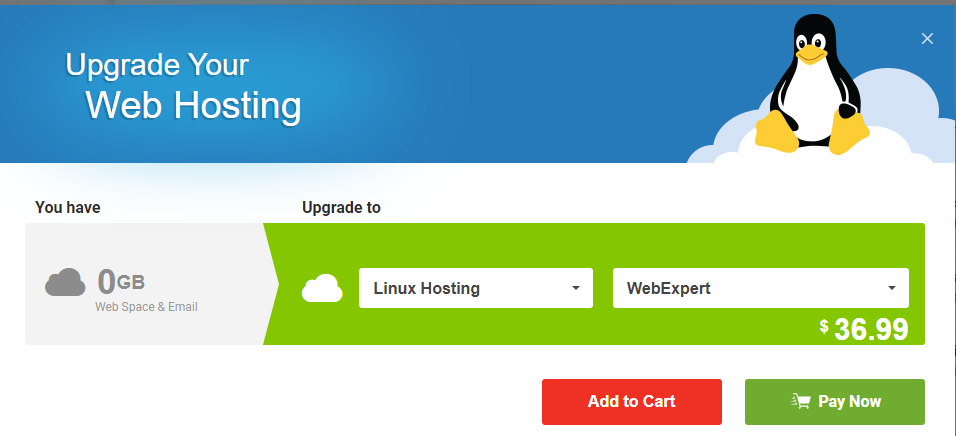 Upgrade Your
Web Hosting
You have
Upgrade to
0GB
Web Space & Email
Linux Hosting
WebExpert
$ 36.99
Add to Cart
Pay Now